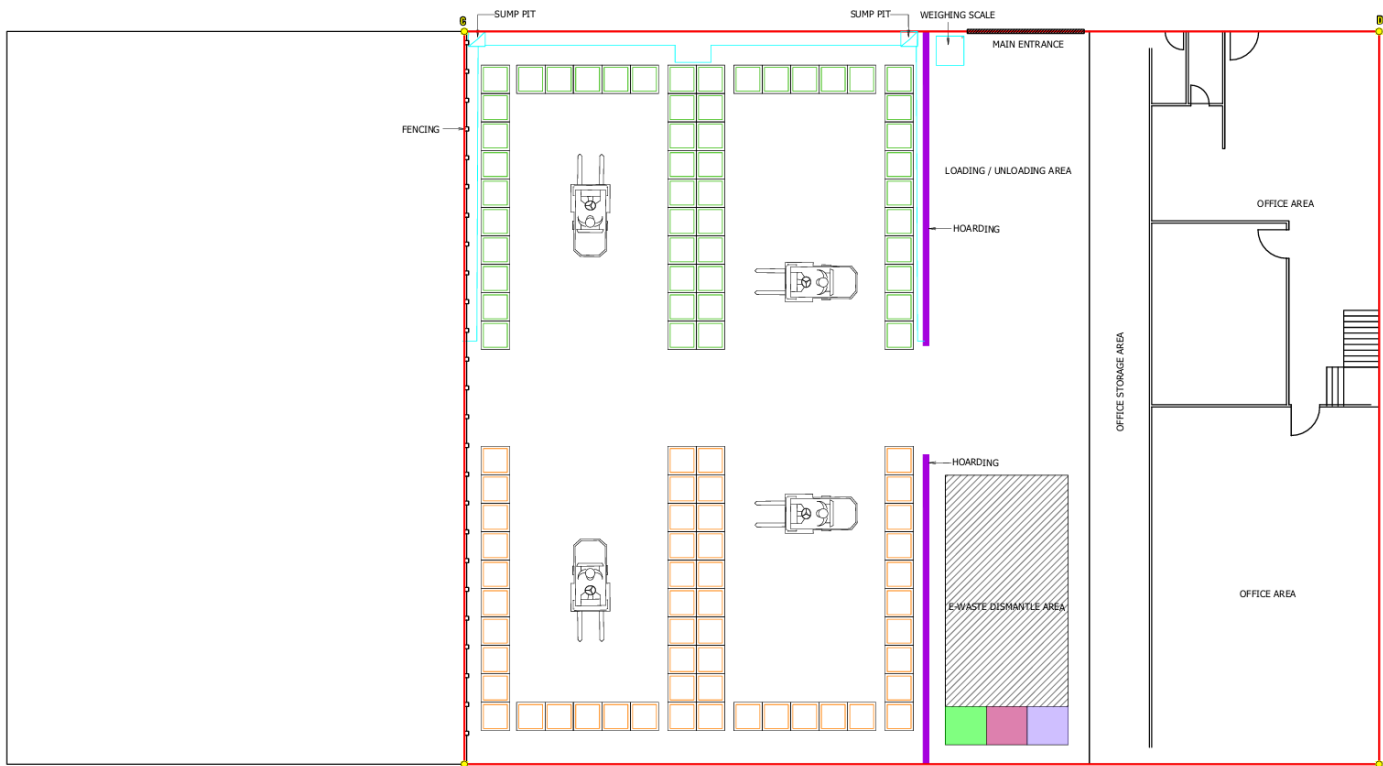 SUMP PIT
SUMP PIT
WEIGHING SCALE
MAIN ENTRANCE
FENCING
LOADING / UNLOADING AREA
OFFICE AREA
HOARDING
OFFICE STORAGE AREA
HOARDING
E-WASTE DISMANTLE AREA
OFFICE AREA